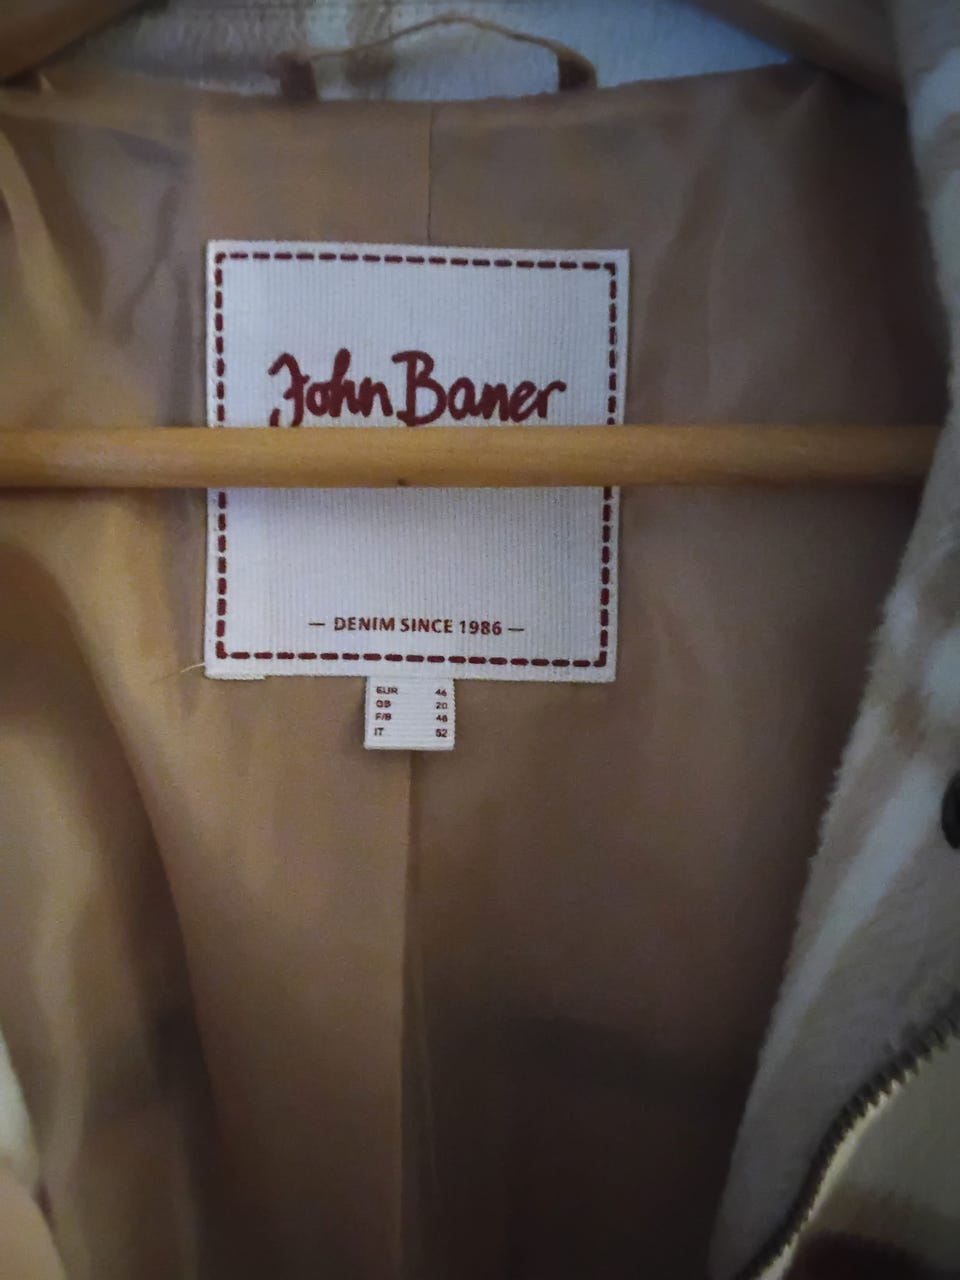 John Baner
— DENIM SINCE 1986 —
EUR 46
GB 20
F/B 48
IT 52